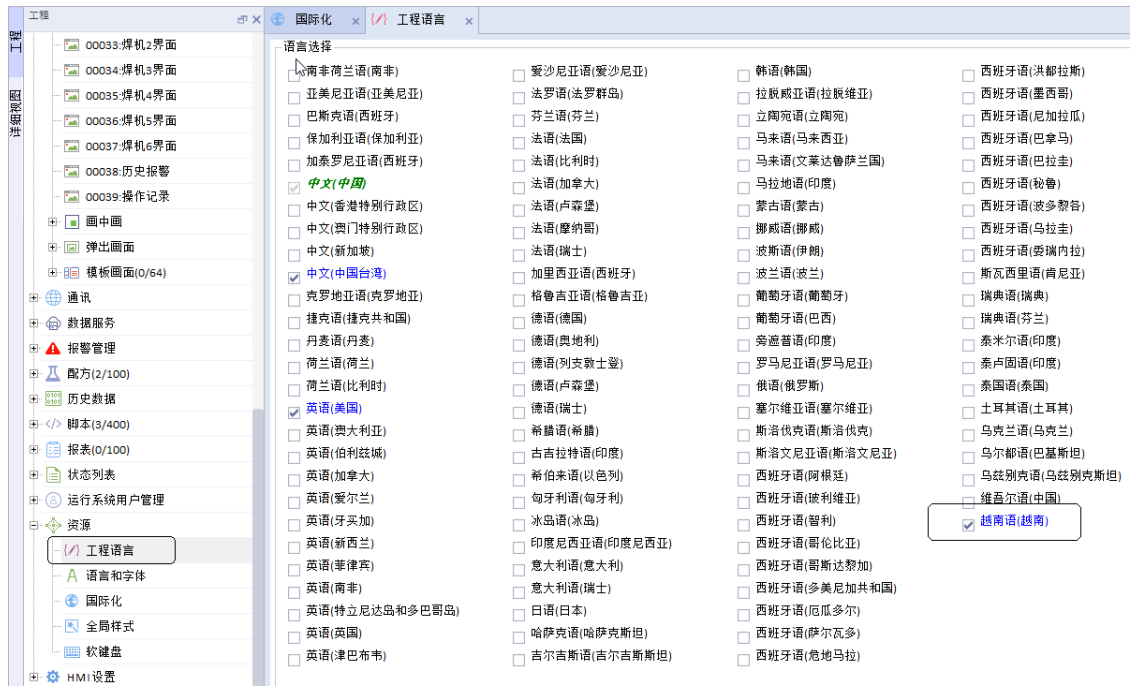 工程
工程
详细视图
00033:焊机2界面
00034:焊机3界面
00035:焊机4界面
00036:焊机5界面
00037:焊机6界面
00038:历史报警
00039:操作记录
画中画
弹出画面
模板画面(0/64)
通讯
数据服务
报警管理
配方(2/100)
历史数据
脚本(3/400)
报表(0/100)
状态列表
运行系统用户管理
资源
工程语言
语言和字体
国际化
全局样式
软键盘
HMI设置
国际化
工程语言
语言选择
南非荷兰语(南非)
亚美尼亚语(亚美尼亚)
巴斯克语(西班牙)
保加利亚语(保加利亚)
加泰罗尼亚语(西班牙)
中文(中国)
中文(香港特别行政区)
中文(澳门特别行政区)
中文(新加坡)
中文(中国台湾)
克罗地亚语(克罗地亚)
捷克语(捷克共和国)
丹麦语(丹麦)
荷兰语(荷兰)
荷兰语(比利时)
英语(美国)
英语(澳大利亚)
英语(伯利兹城)
英语(加拿大)
英语(爱尔兰)
英语(牙买加)
英语(新西兰)
英语(菲律宾)
英语(南非)
英语(特立尼达岛和多巴哥岛)
英语(英国)
英语(津巴布韦)
爱沙尼亚语(爱沙尼亚)
法罗语(法罗群岛)
芬兰语(芬兰)
法语(法国)
法语(比利时)
法语(加拿大)
法语(卢森堡)
法语(摩纳哥)
法语(瑞士)
加里西亚语(西班牙)
格鲁吉亚语(格鲁吉亚)
德语(德国)
德语(奥地利)
德语(列支敦士登)
德语(卢森堡)
德语(瑞士)
希腊语(希腊)
古吉拉特语(印度)
希伯来语(以色列)
匈牙利语(匈牙利)
冰岛语(冰岛)
印度尼西亚语(印度尼西亚)
意大利语(意大利)
意大利语(瑞士)
日语(日本)
哈萨克语(哈萨克斯坦)
吉尔吉斯语(吉尔吉斯斯坦)
韩语(韩国)
拉脱威亚语(拉脱维亚)
立陶宛语(立陶宛)
马来语(马来西亚)
马来语(文莱达鲁萨兰国)
马拉地语(印度)
蒙古语(蒙古)
挪威语(挪威)
波斯语(伊朗)
波兰语(波兰)
葡萄牙语(葡萄牙)
葡萄牙语(巴西)
旁遮普语(印度)
罗马尼亚语(罗马尼亚)
俄语(俄罗斯)
塞尔维亚语(塞尔维亚)
斯洛伐克语(斯洛伐克)
斯洛文尼亚语(斯洛文尼亚)
西班牙语(阿根廷)
西班牙语(玻利维亚)
西班牙语(智利)
西班牙语(哥伦比亚)
西班牙语(哥斯达黎加)
西班牙语(多美尼加共和国)
西班牙语(厄瓜多尔)
西班牙语(萨尔瓦多)
西班牙语(危地马拉)
西班牙语(洪都拉斯)
西班牙语(墨西哥)
西班牙语(尼加拉瓜)
西班牙语(巴拿马)
西班牙语(巴拉圭)
西班牙语(秘鲁)
西班牙语(波多黎各)
西班牙语(乌拉圭)
西班牙语(委瑞内拉)
斯瓦西里语(肯尼亚)
瑞典语(瑞典)
瑞典语(芬兰)
泰米尔语(印度)
泰卢固语(印度)
泰国语(泰国)
土耳其语(土耳其)
乌克兰语(乌克兰)
乌尔都语(巴基斯坦)
乌兹别克语(乌兹别克斯坦)
维吾尔语(中国)
越南语(越南)